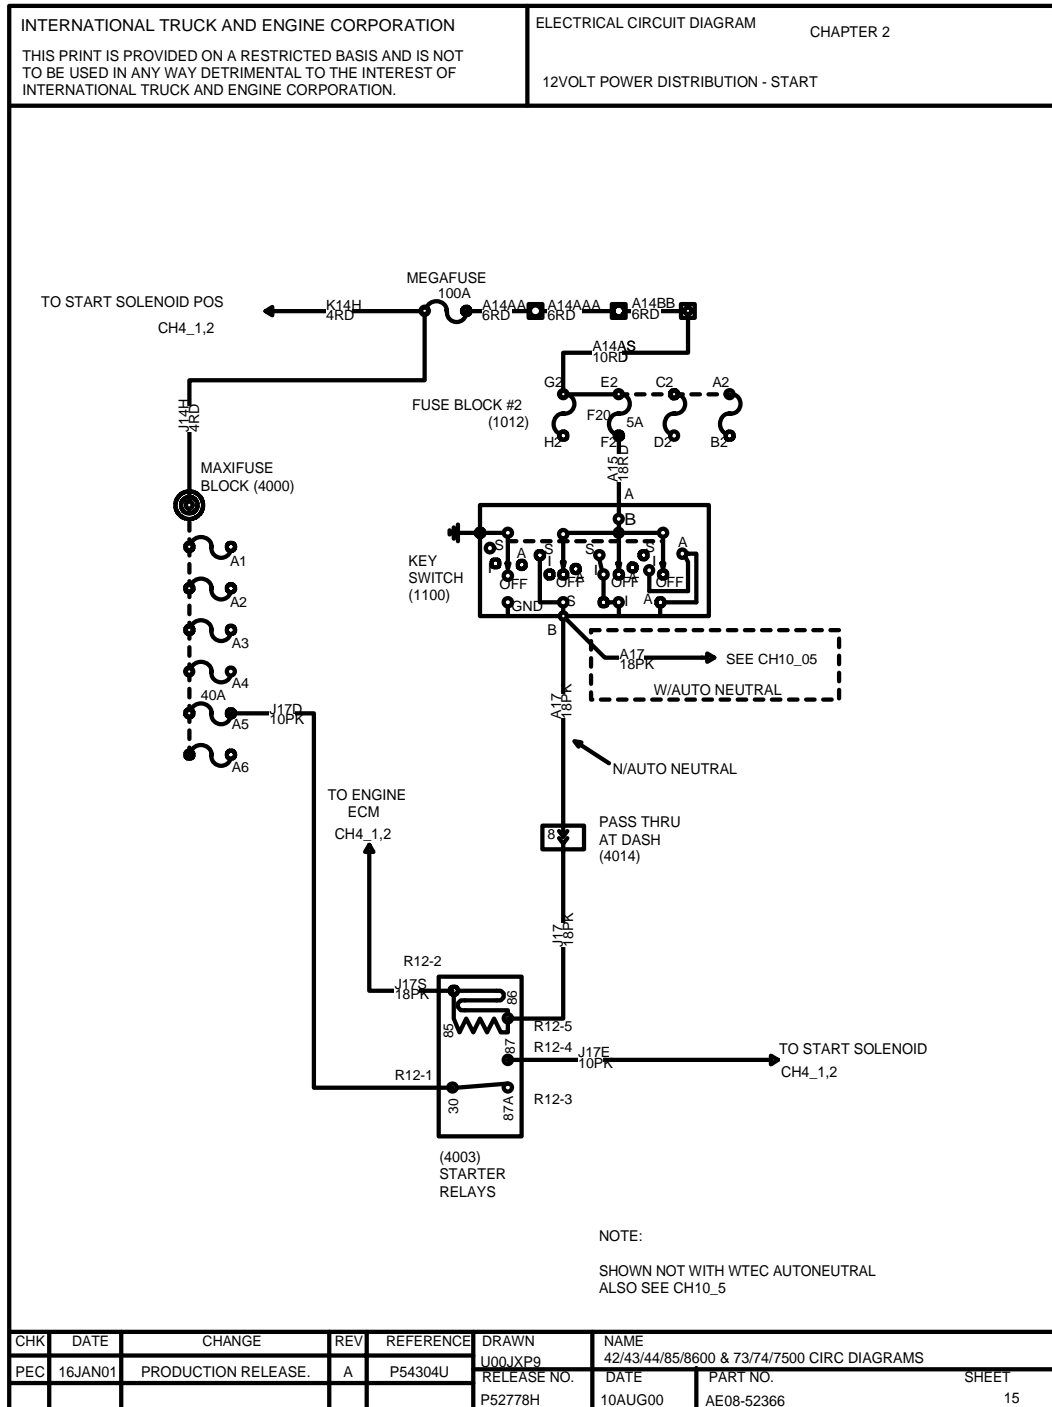 INTERNATIONAL TRUCK AND ENGINE CORPORATION
THIS PRINT IS PROVIDED ON A RESTRICTED BASIS AND IS NOT
TO BE USED IN ANY WAY DETRIMENTAL TO THE INTEREST OF
INTERNATIONAL TRUCK AND ENGINE CORPORATION.
ELECTRICAL CIRCUIT DIAGRAM
CHAPTER 2
12VOLT POWER DISTRIBUTION - START
MEGAFUSE
100A
TO START SOLENOID POS
CH4_1,2
K14H
4RD
A14AA
6RD
A14AAA
6RD
A14BB
6RD
A14AS
10RD
G2
E2
C2
A2
FUSE BLOCK #2
(1012)
F20
5A
H2
F2
D2
B2
J14H
4RD
A15
18RD
MAXIFUSE
BLOCK (4000)
A
B
KEY
SWITCH
(1100)
S
I
A
OFF
GND
S
I
A
OFF
S
S
I
A
OFF
I
S
I
A
OFF
A
B
A1
A2
A3
A4
40A
A5
A6
J17D
10PK
A17
18PK
SEE CH10_05
W/AUTO NEUTRAL
A17
18PK
N/AUTO NEUTRAL
TO ENGINE
ECM
CH4_1,2
8
PASS THRU
AT DASH
(4014)
J17
18PK
R12-2
J17S
18PK
86
85
R12-5
87
R12-4
J17E
10PK
TO START SOLENOID
CH4_1,2
R12-1
30
87A
R12-3
(4003)
STARTER
RELAYS
NOTE:
SHOWN NOT WITH WTEC AUTONEUTRAL
ALSO SEE CH10_5
CHK DATE CHANGE REV REFERENCE
PEC 16JAN01 PRODUCTION RELEASE. A P54304U
DRAWN
U00JXP9
NAME
42/43/44/85/8600 & 73/74/7500 CIRC DIAGRAMS
RELEASE NO.
P52778H
DATE
10AUG00
PART NO.
AE08-52366
SHEET
15